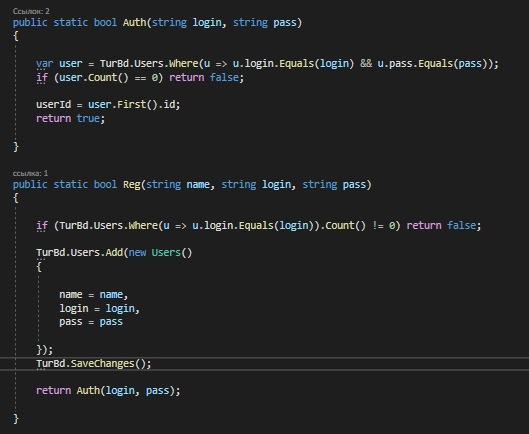 Ссылок: 2
public static bool Auth(string login, string pass)
{
var user = TurBd.Users.Where(u => u.login.Equals(login) && u.pass.Equals(pass));
if (user.Count() == 0) return false;
userId = user.First().id;
return true;
}
ссылка: 1
public static bool Reg(string name, string login, string pass)
{
if (TurBd.Users.Where(u => u.login.Equals(login)).Count() != 0) return false;
TurBd.Users.Add(new Users()
{
name = name,
login = login,
pass = pass
});
TurBd.SaveChanges();
return Auth(login, pass);
}